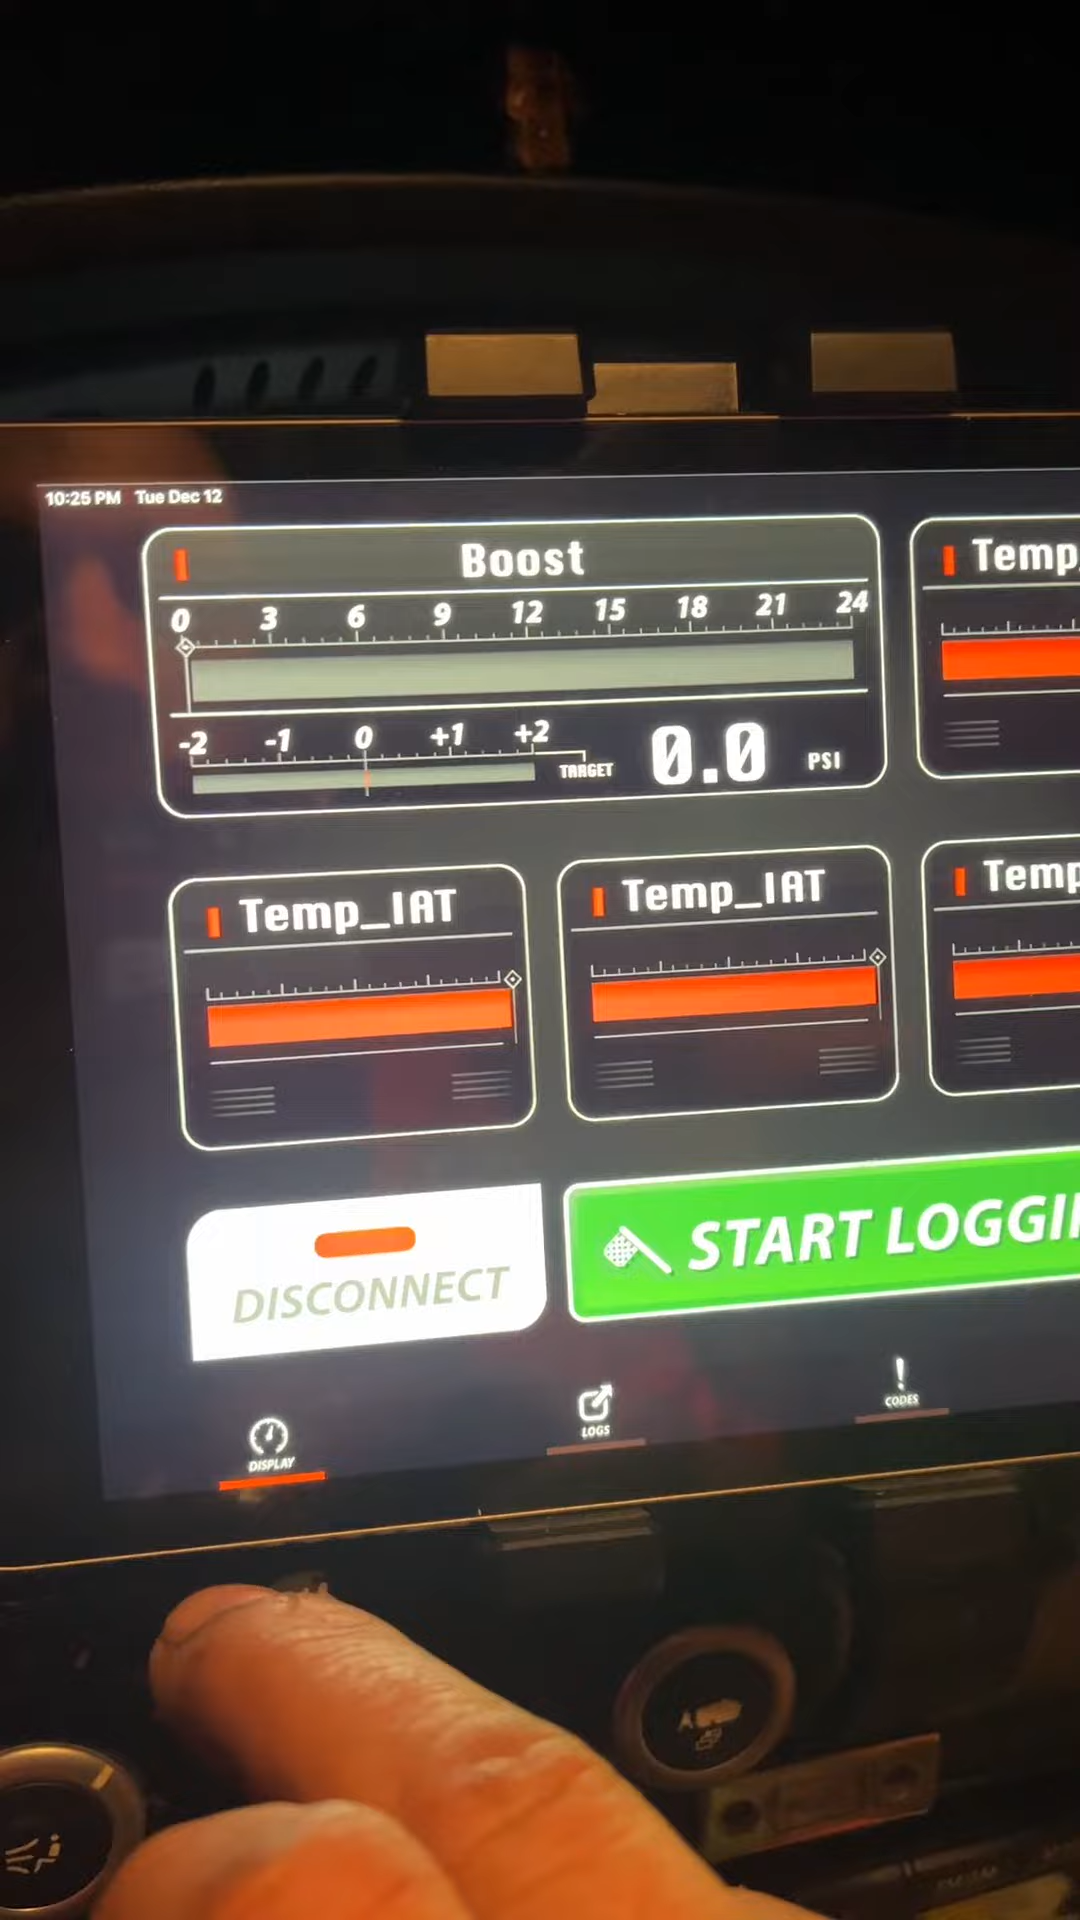 10:25 PM Tue Dec 12
Boost
0 3 6 9 12 15 18 21 24
-2 -1 0 +1 +2
TARGET
0.0 PSI
Temp_
Temp_IAT
Temp_IAT
Temp
DISCONNECT
START LOGGI
DISPLAY
LOGS
CODES
A